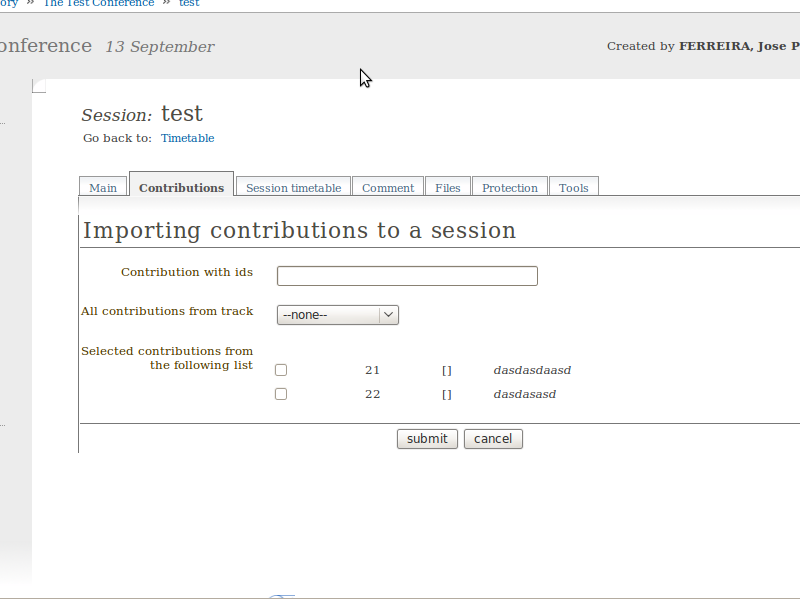 ory » The Test Conference » test
onference 13 September
Created by FERREIRA, Jose P
Session: test
Go back to: Timetable
Main Contributions Session timetable Comment Files Protection Tools
Importing contributions to a session
Contribution with ids
All contributions from track --none--
Selected contributions from
the following list
21 [] dasdasdaasd
22 [] dasdasasd
submit cancel